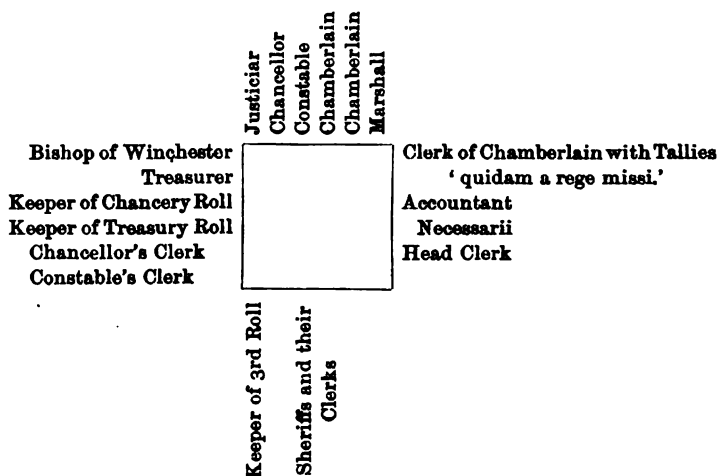 Justiciar
Chancellor
Constable
Chamberlain
Chamberlain
Marshall
Bishop of Winchester
Treasurer
Keeper of Chancery Roll
Keeper of Treasury Roll
Chancellor's Clerk
Constable's Clerk
Clerk of Chamberlain with Tallies
' quidam a rege missi.'
Accountant
Necessarii
Head Clerk
Keeper of 3rd Roll
Sheriffs and their
Clerks